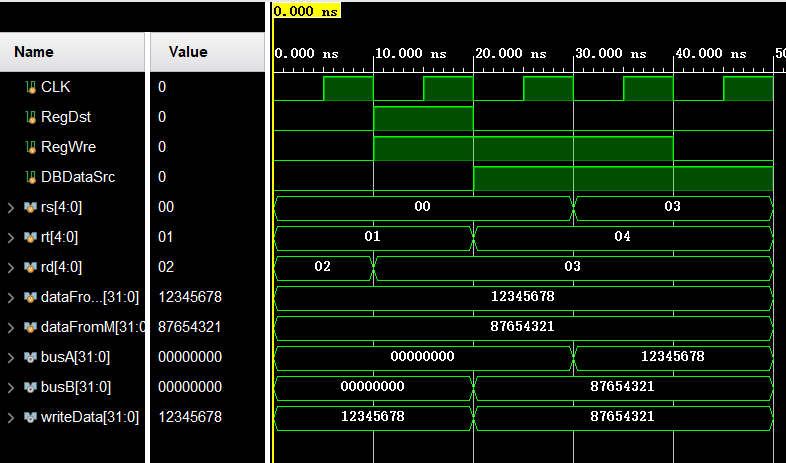 0.000 ns
Name Value
0.000 ns 10.000 ns 20.000 ns 30.000 ns 40.000 ns 50
CLK 0
RegDst 0
RegWre 0
DBDataSrc 0
rs[4:0] 00 00 03
rt[4:0] 01 01 04
rd[4:0] 02 02 03
dataFro...[31:0] 12345678 12345678
dataFromM[31:0 87654321 87654321
busA[31:0] 00000000 00000000 12345678
busB[31:0] 00000000 00000000 87654321
writeData[31:0] 12345678 12345678 87654321